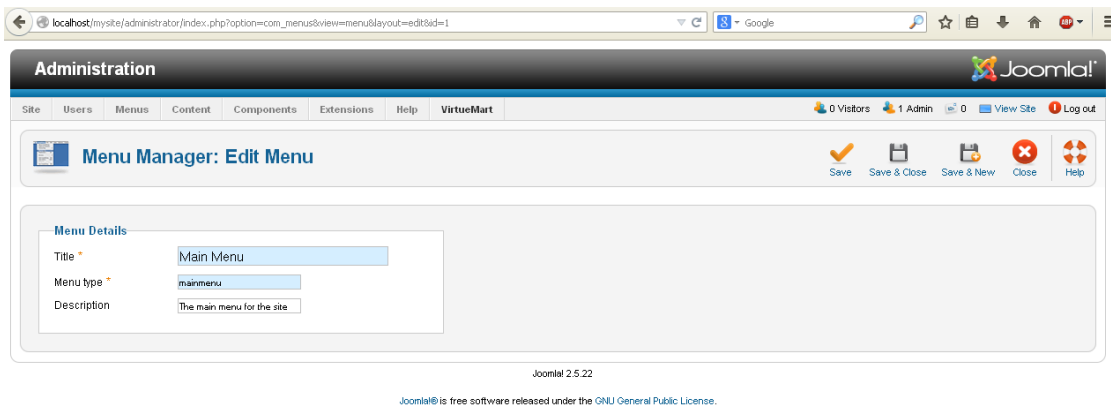 localhost/mysite/administrator/index.php?option=com_menus&view=menu&layout=edit&id=1
8 Google
ABP
Administration
Joomla!
Site Users Menus Content Components Extensions Help VirtueMart
0 Visitors 1 Admin 0 View Site Log out
Menu Manager: Edit Menu
Save Save & Close Save & New Close Help
Menu Details
Title * Main Menu
Menu type * mainmenu
Description The main menu for the site
Joomla! 2.5.22
Joomla!® is free software released under the GNU General Public License.